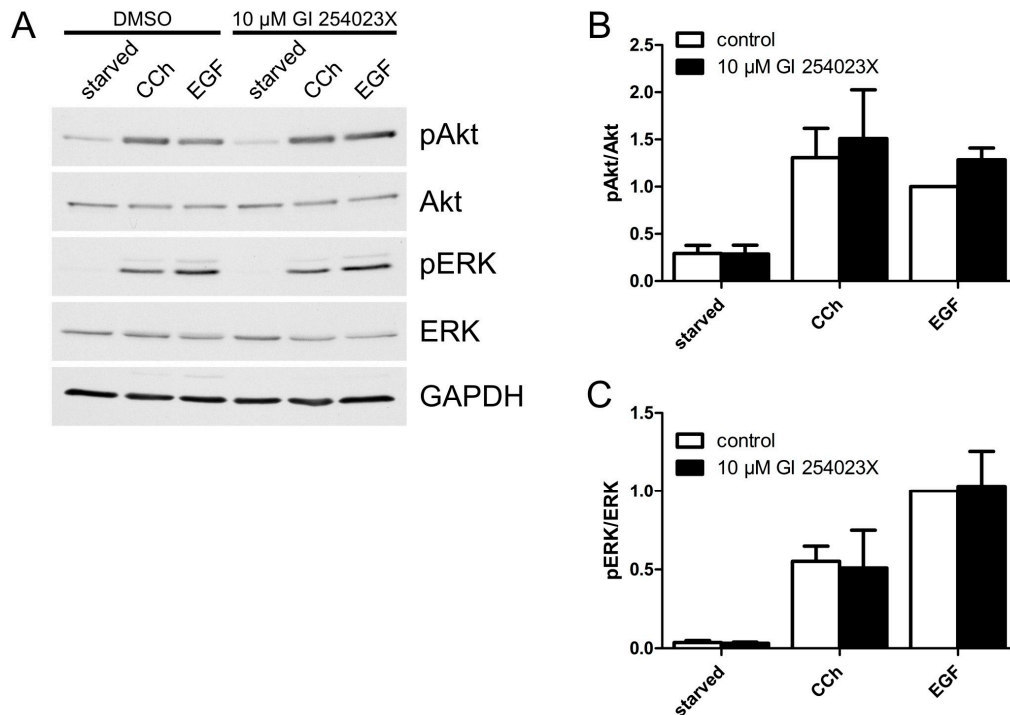 A
DMSO 10 µM GI 254023X
starved CCh EGF starved CCh EGF
pAkt
Akt
pERK
ERK
GAPDH
B
control
10 µM GI 254023X
pAkt/Akt
2.5
2.0
1.5
1.0
0.5
0.0
starved CCh EGF
C
control
10 µM GI 254023X
pERK/ERK
1.5
1.0
0.5
0.0
starved CCh EGF